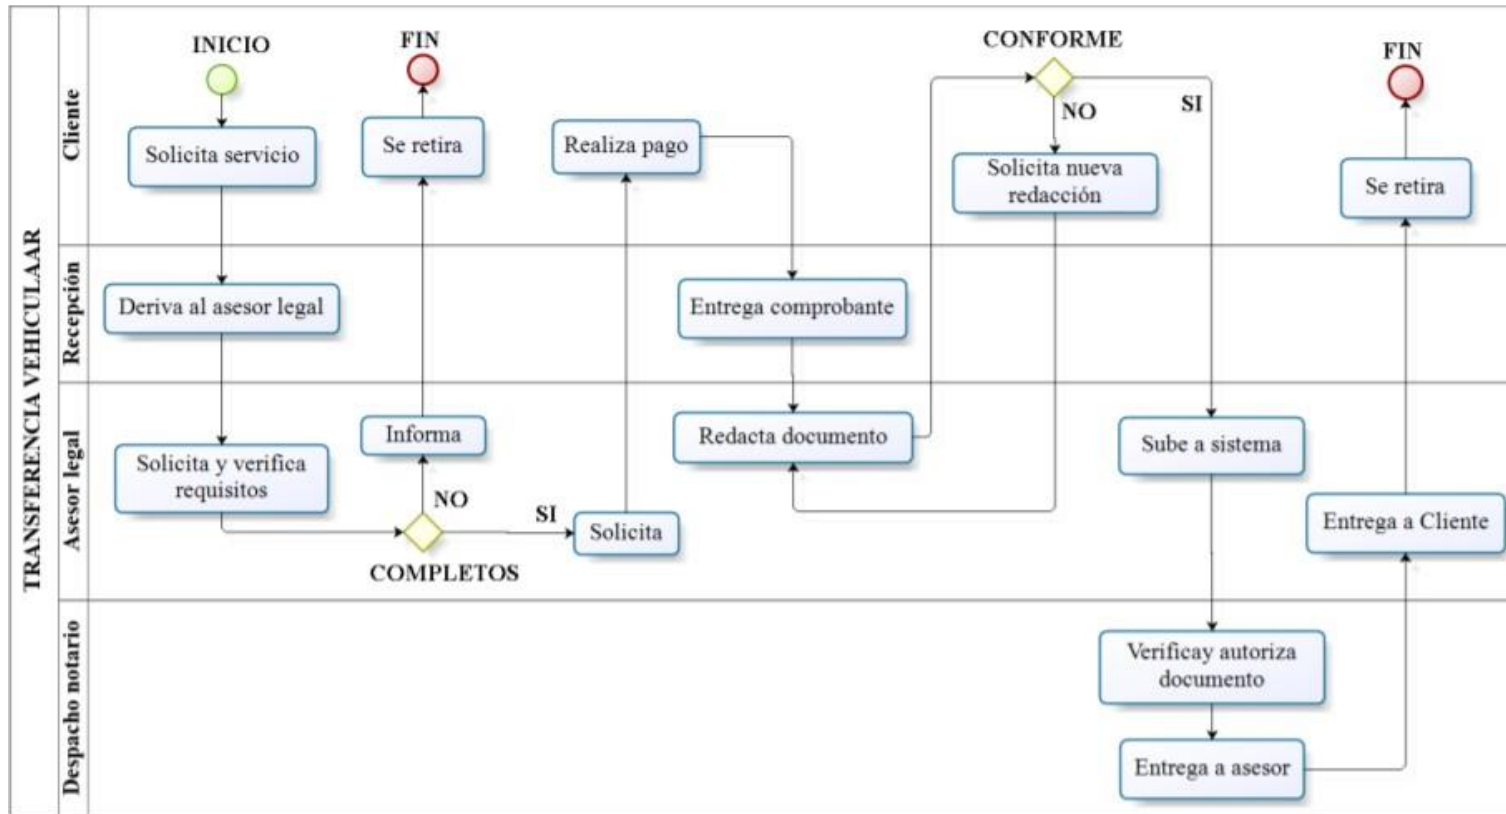 TRANSFERENCIA VEHICULAAR
Cliente
INICIO
FIN
CONFORME
FIN
Solicita servicio
Se retira
Realiza pago
NO
SI
Solicita nueva
redacción
Se retira
Recepción
Deriva al asesor legal
Entrega comprobante
Asesor legal
Informa
Redacta documento
Sube a sistema
Solicita y verifica
requisitos
NO
SI
Solicita
Entrega a Cliente
COMPLETOS
Despacho notario
Verificay autoriza
documento
Entrega a asesor